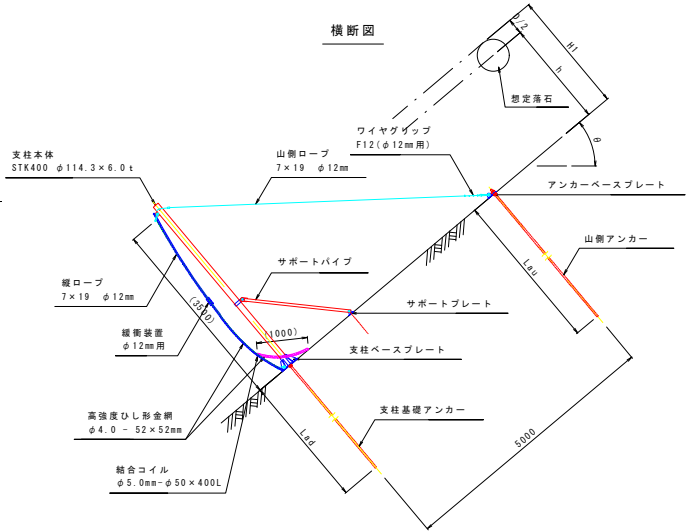 横断図
D/2
H1
h
想定落石
θ
ワイヤグリップ
F12(φ12mm用)
支柱本体
STK400 φ114.3×6.0t
山側ロープ
7×19 φ12mm
アンカーベースプレート
山側アンカー
Lau
サポートパイプ
縦ロープ
7×19 φ12mm
(3500)
サポートプレート
緩衝装置
φ12mm用
(1000)
支柱ベースプレート
高強度ひし形金網
φ4.0 - 52×52mm
Lad
支柱基礎アンカー
5000
結合コイル
φ5.0mm-φ50×400L